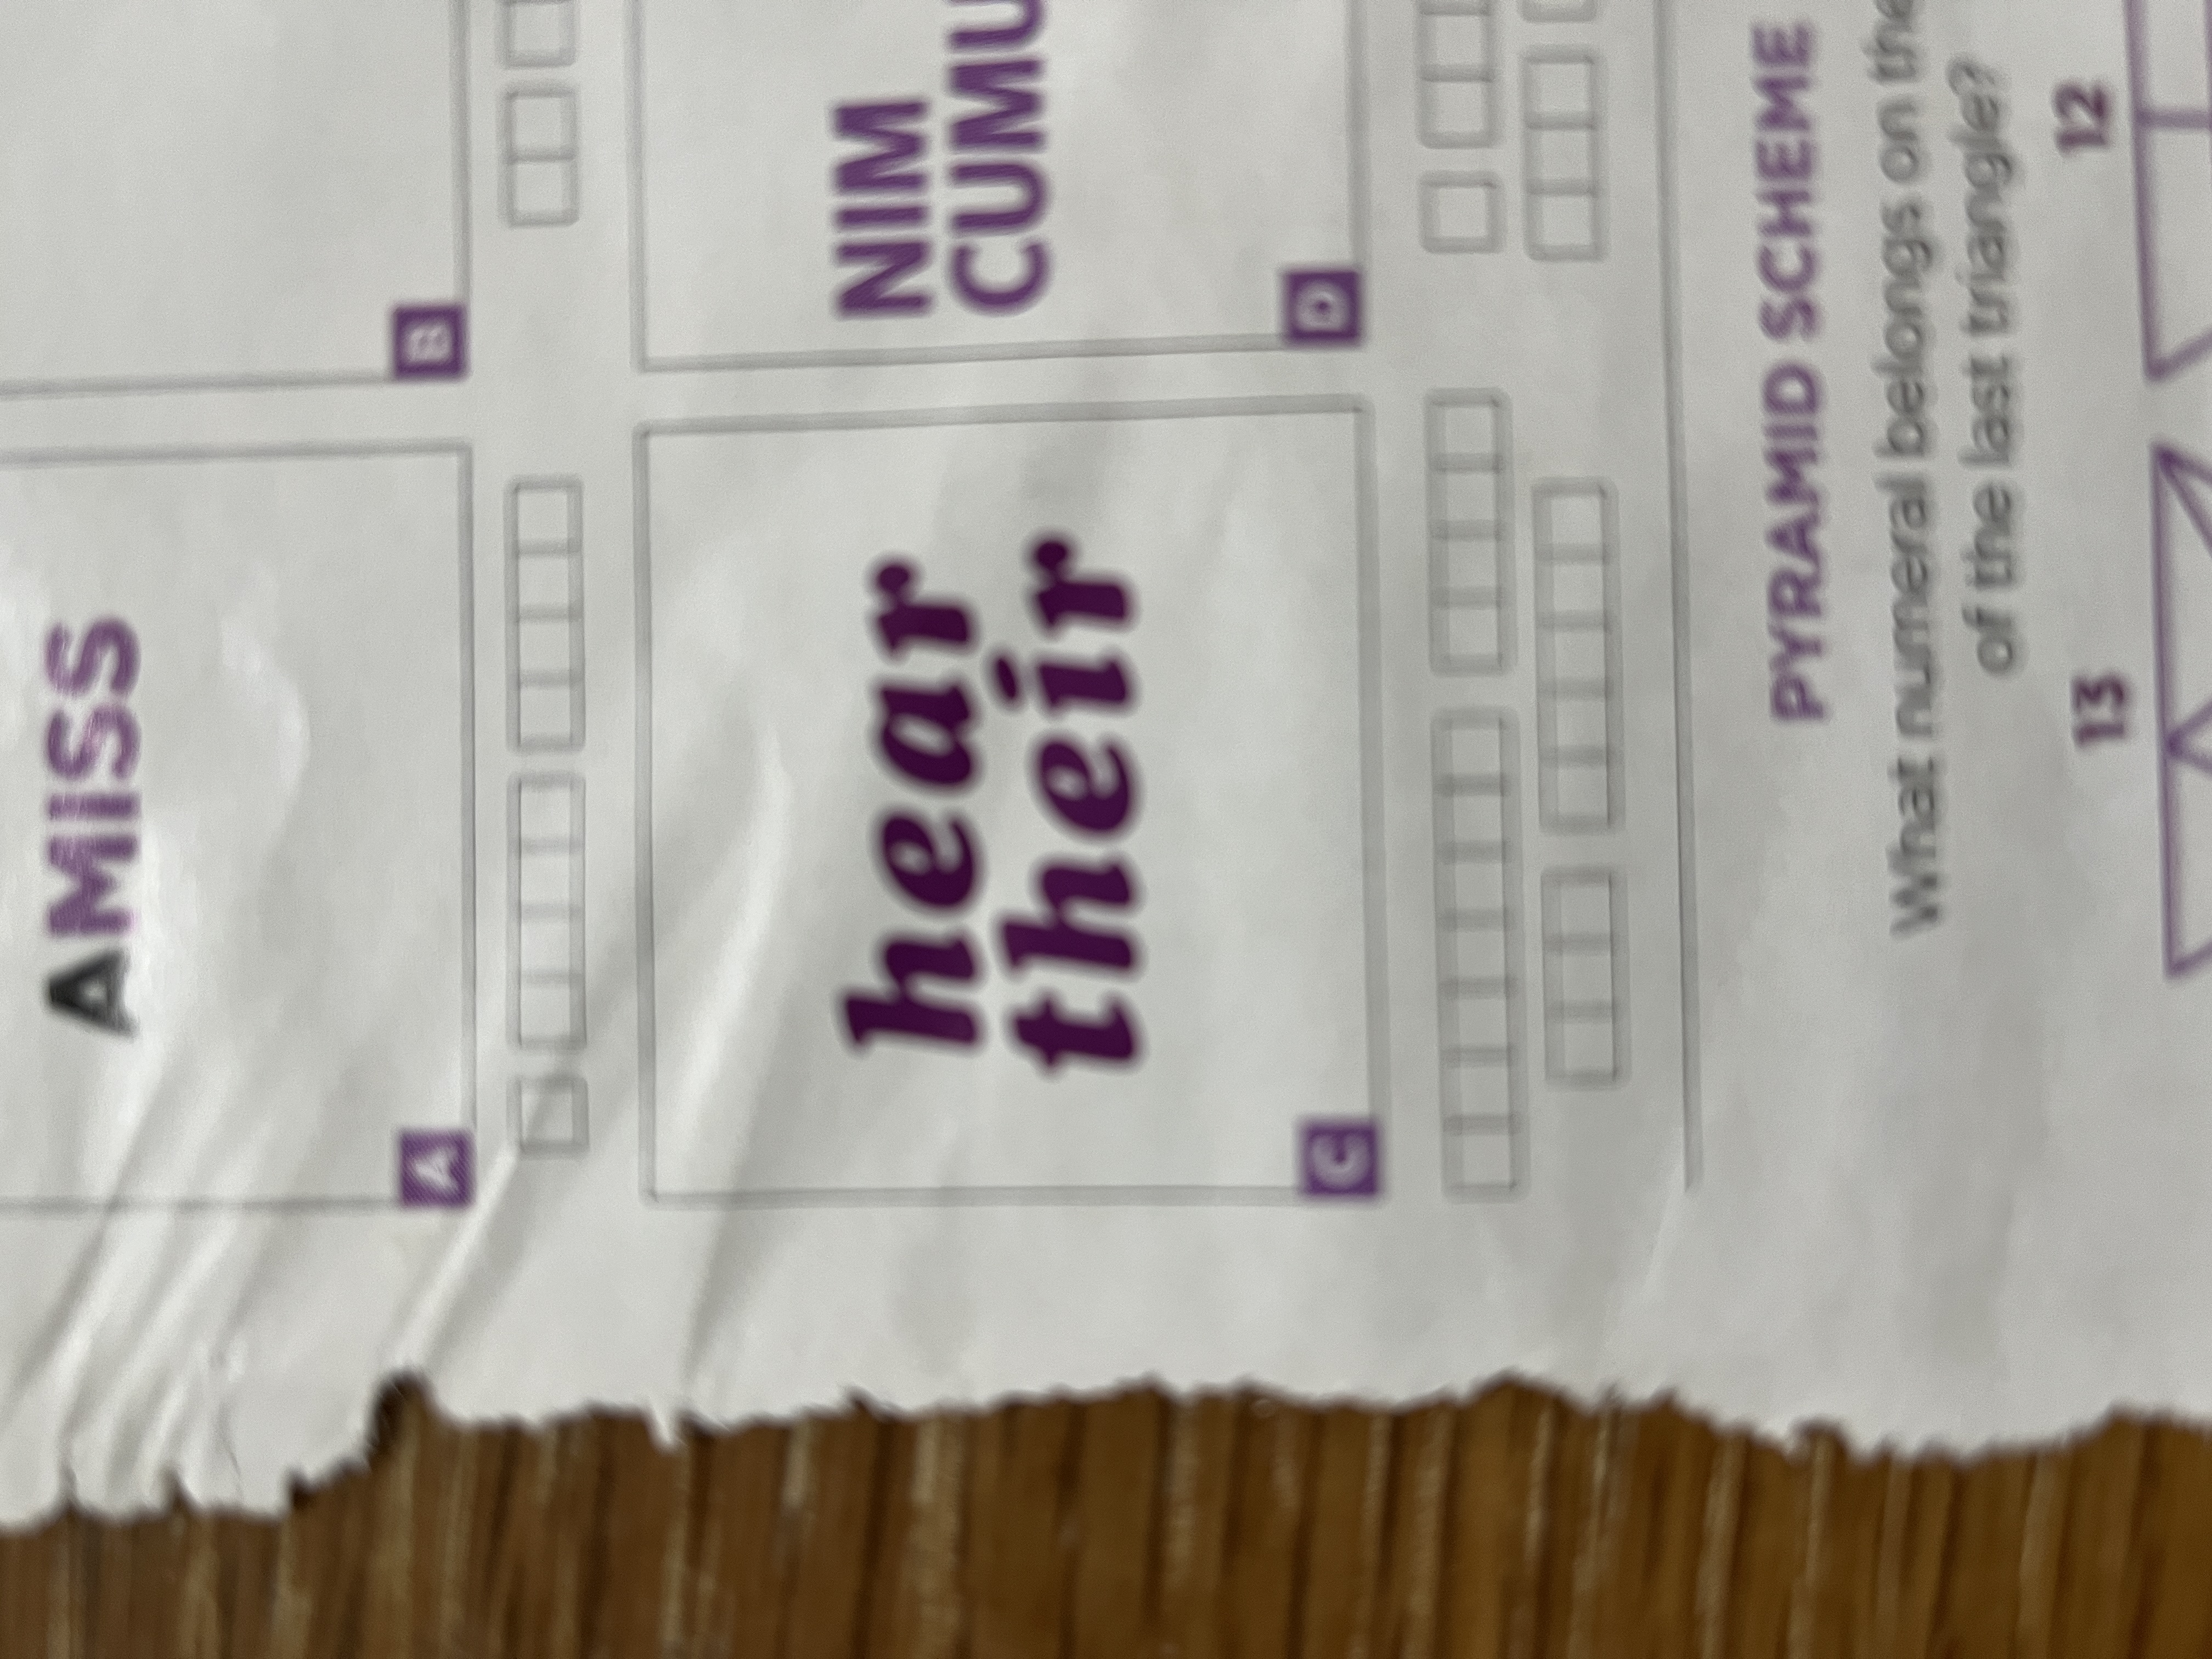 AMISS
A
B
hear
their
C
NIM
CUMU
D
PYRAMID SCHEME
What numeral belongs on the
of the last triangle?
13
12